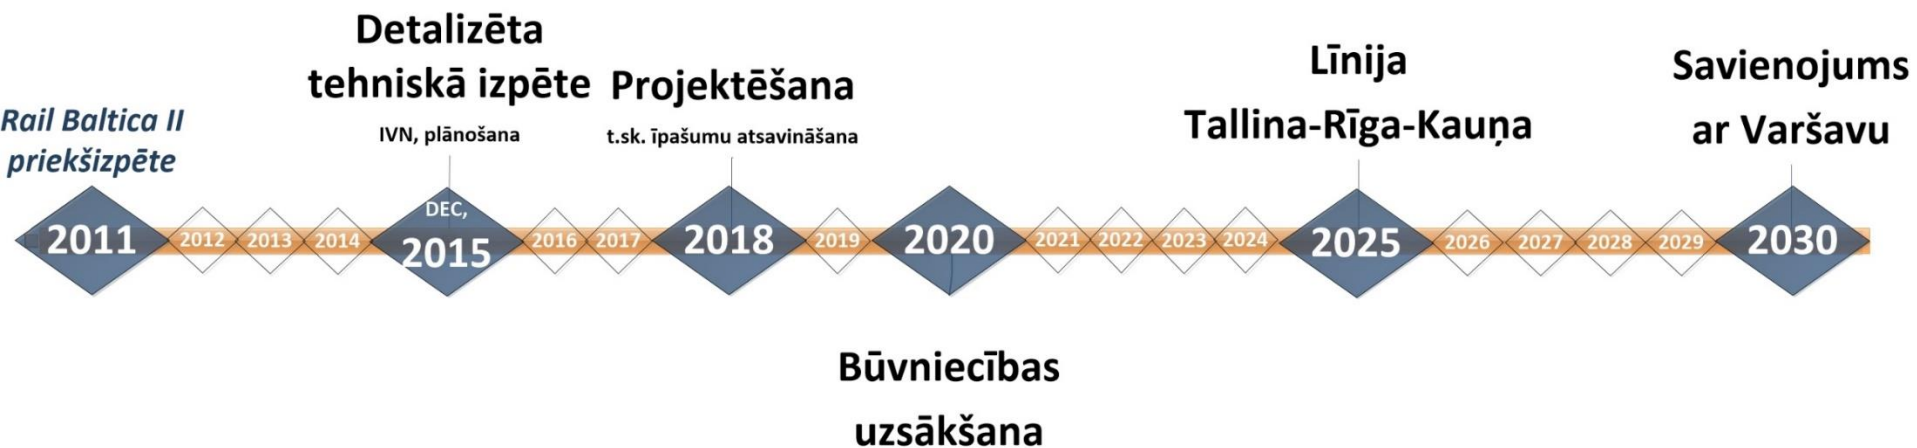 Rail Baltica II
priekšizpēte
Detalizēta
tehniskā izpēte
IVN, plānošana
Projektēšana
t.sk. īpašumu atsavināšana
Līnija
Tallina-Rīga-Kauņa
Savienojums
ar Varšavu
2011 2012 2013 2014 DEC,
2015 2016 2017 2018 2019 2020 2021 2022 2023 2024 2025 2026 2027 2028 2029 2030
Būvniecības
uzsākšana